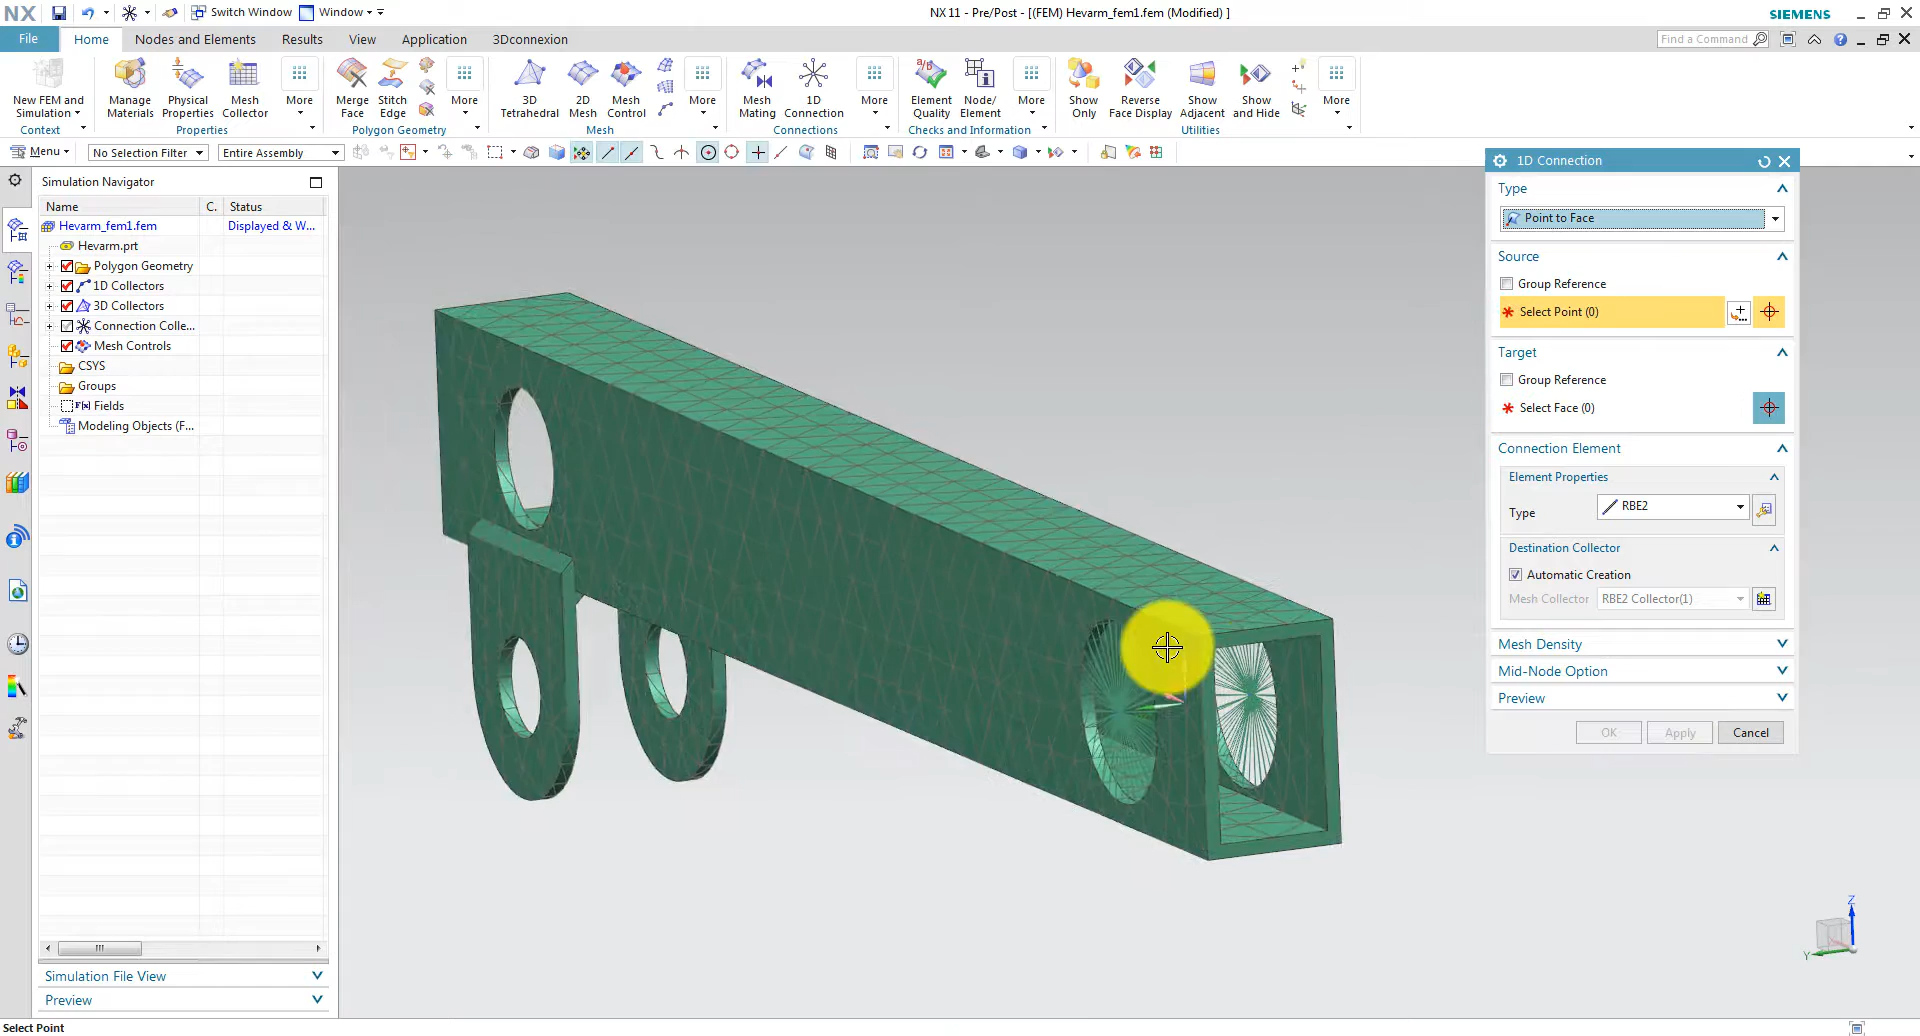 NX Switch Window Window NX 11 - Pre/Post - [(FEM) Hevarm_fem1.fem (Modified) ] SIEMENS
File Home Nodes and Elements Results View Application 3Dconnexion Find a Command
New FEM and Simulation Manage Materials Physical Properties Mesh Collector More Merge Face Stitch Edge More 3D Tetrahedral 2D Mesh Mesh Control More Mesh Mating 1D Connection More Element Quality Node/ Element More Show Only Reverse Face Display Show Adjacent Show and Hide More
Context Properties Polygon Geometry Mesh Connections Checks and Information Utilities
Menu No Selection Filter Entire Assembly
Simulation Navigator
Name C. Status
Hevarm_fem1.fem Displayed & W...
Hevarm.prt
Polygon Geometry
1D Collectors
3D Collectors
Connection Colle...
Mesh Controls
CSYS
Groups
F(x) Fields
Modeling Objects (F...
Simulation File View
Preview
Select Point
1D Connection
Type
Point to Face
Source
Group Reference
Select Point (0)
Target
Group Reference
Select Face (0)
Connection Element
Element Properties
Type RBE2
Destination Collector
Automatic Creation
Mesh Collector RBE2 Collector(1)
Mesh Density
Mid-Node Option
Preview
OK Apply Cancel
Z
Y